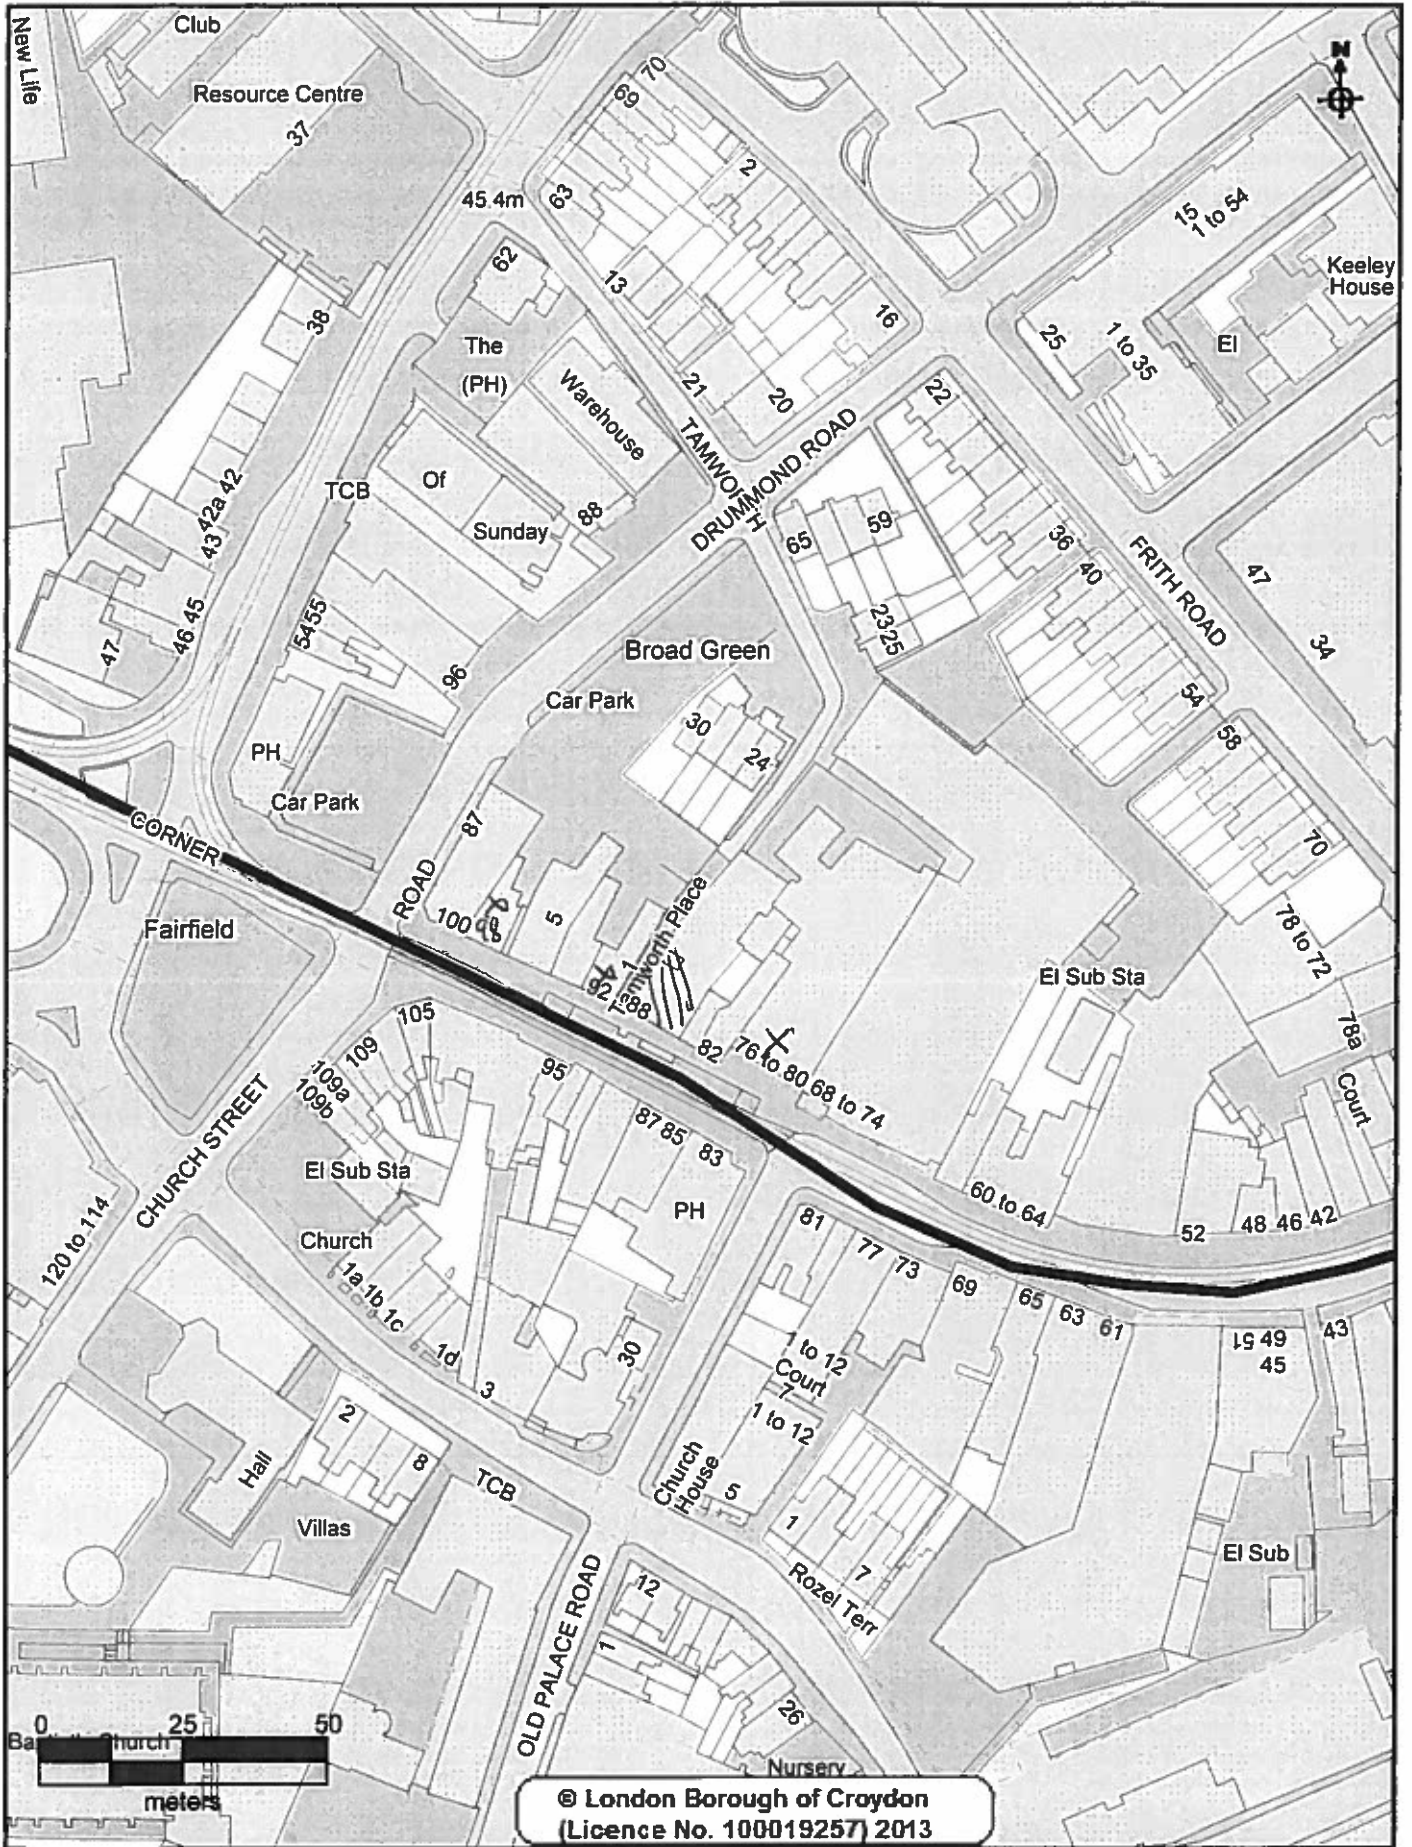 New Life
Club
Resource Centre
37
N
70
69
2
63
45.4m
15
1 to 54
Keeley
House
62
13
16
38
The
(PH)
25
1 to 35
El
Warehouse
21
20
22
TAMWORTH
DRUMMOND ROAD
TCB
Of
Sunday
88
42
42a
43
65
59
36
40
FRITH ROAD
47
34
54 55
46 45
47
23 25
Broad Green
96
Car Park
54
30
24
58
PH
Car Park
87
CORNER
70
ROAD
Fairfield
100
98
5
Tamworth Place
1
92
88
78 to 72
El Sub Sta
78a
Court
105
109
109a
109b
82
76 to 80
68 to 74
95
87 85
83
CHURCH STREET
El Sub Sta
PH
60 to 64
81
77
73
69
65
63
61
52
48
46
42
120 to 114
Church
1a
1b
1c
1d
3
30
1 to 12
Court
7
1 to 12
51 49
45
43
2
8
Hall
Villas
TCB
Church
House
5
1
7
Rozel Terr
El Sub
12
OLD PALACE ROAD
1
26
0 25 50
Church
meters
Nursery
© London Borough of Croydon
(Licence No. 100019257) 2013